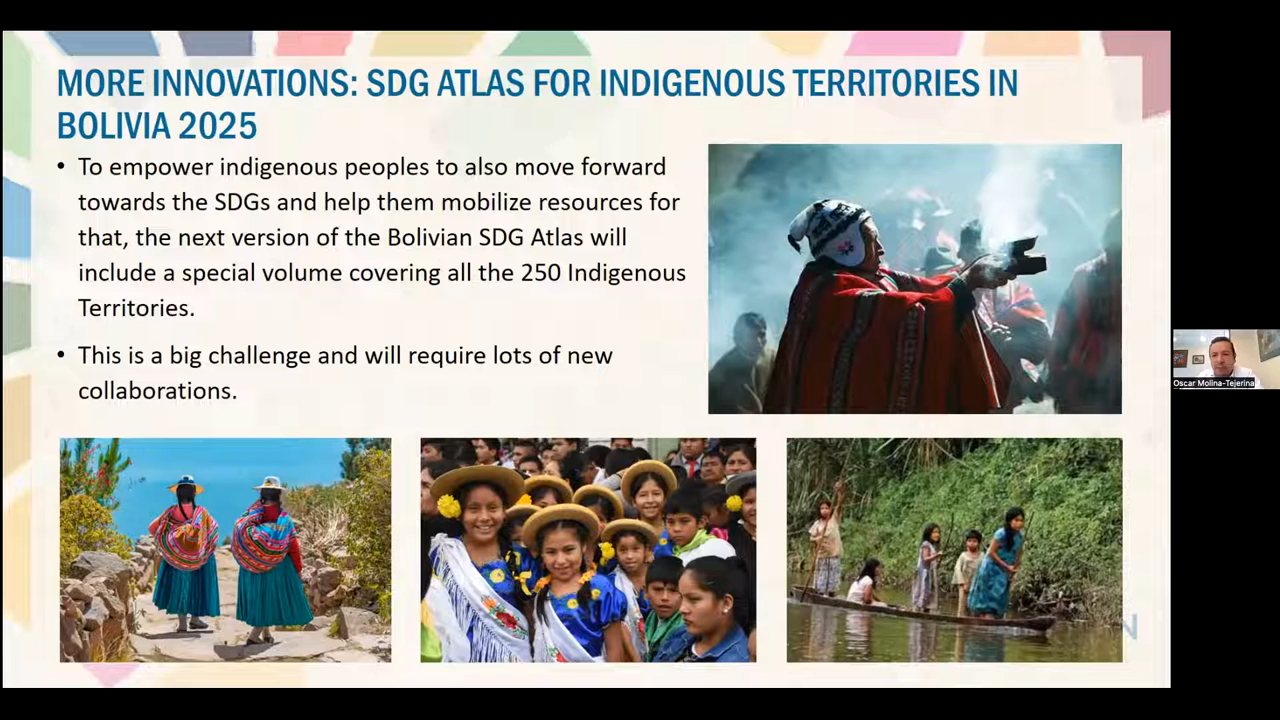 MORE INNOVATIONS: SDG ATLAS FOR INDIGENOUS TERRITORIES IN
BOLIVIA 2025
• To empower indigenous peoples to also move forward
towards the SDGs and help them mobilize resources for
that, the next version of the Bolivian SDG Atlas will
include a special volume covering all the 250 Indigenous
Territories.
• This is a big challenge and will require lots of new
collaborations.
Oscar Molina-Tejerina